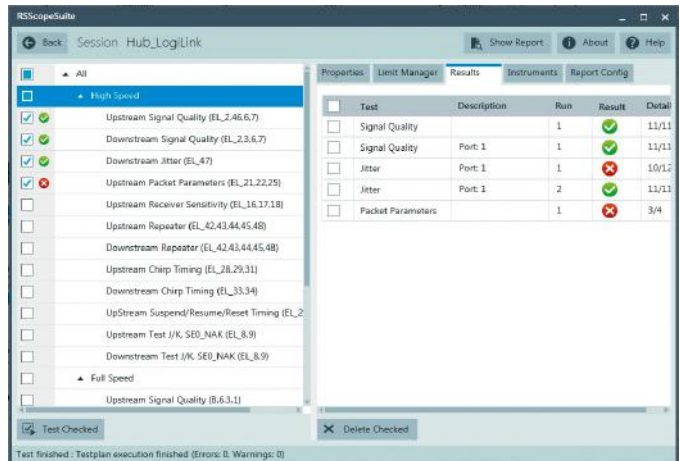 RSScopeSuite
Back Session Hub_LogiLink Show Report About Help
All
High Speed
Upstream Signal Quality (EL_2,46,6,7)
Downstream Signal Quality (EL_2,3,6,7)
Downstream Jitter (EL_47)
Upstream Packet Parameters (EL_21,22,25)
Upstream Receiver Sensitivity (EL_16,17,18)
Upstream Repeater (EL_42,43,44,45,48)
Downstream Repeater (EL_42,43,44,45,48)
Upstream Chirp Timing (EL_28,29,31)
Downstream Chirp Timing (EL_33,34)
UpStream Suspend/Resume/Reset Timing (EL_2
Upstream Test J/K, SE0_NAK (EL_8,9)
Downstream Test J/K, SE0_NAK (EL_8,9)
Full Speed
Upstream Signal Quality (B.6.3.1)
Test Checked
Properties Limit Manager Results Instruments Report Config
Test Description Run Result Detail
Signal Quality 1 11/11
Signal Quality Port: 1 1 11/11
Jitter Port: 1 1 10/12
Jitter Port: 1 2 11/11
Packet Parameters 1 3/4
Delete Checked
Test finished : Testplan execution finished (Errors: 0, Warnings: 0)